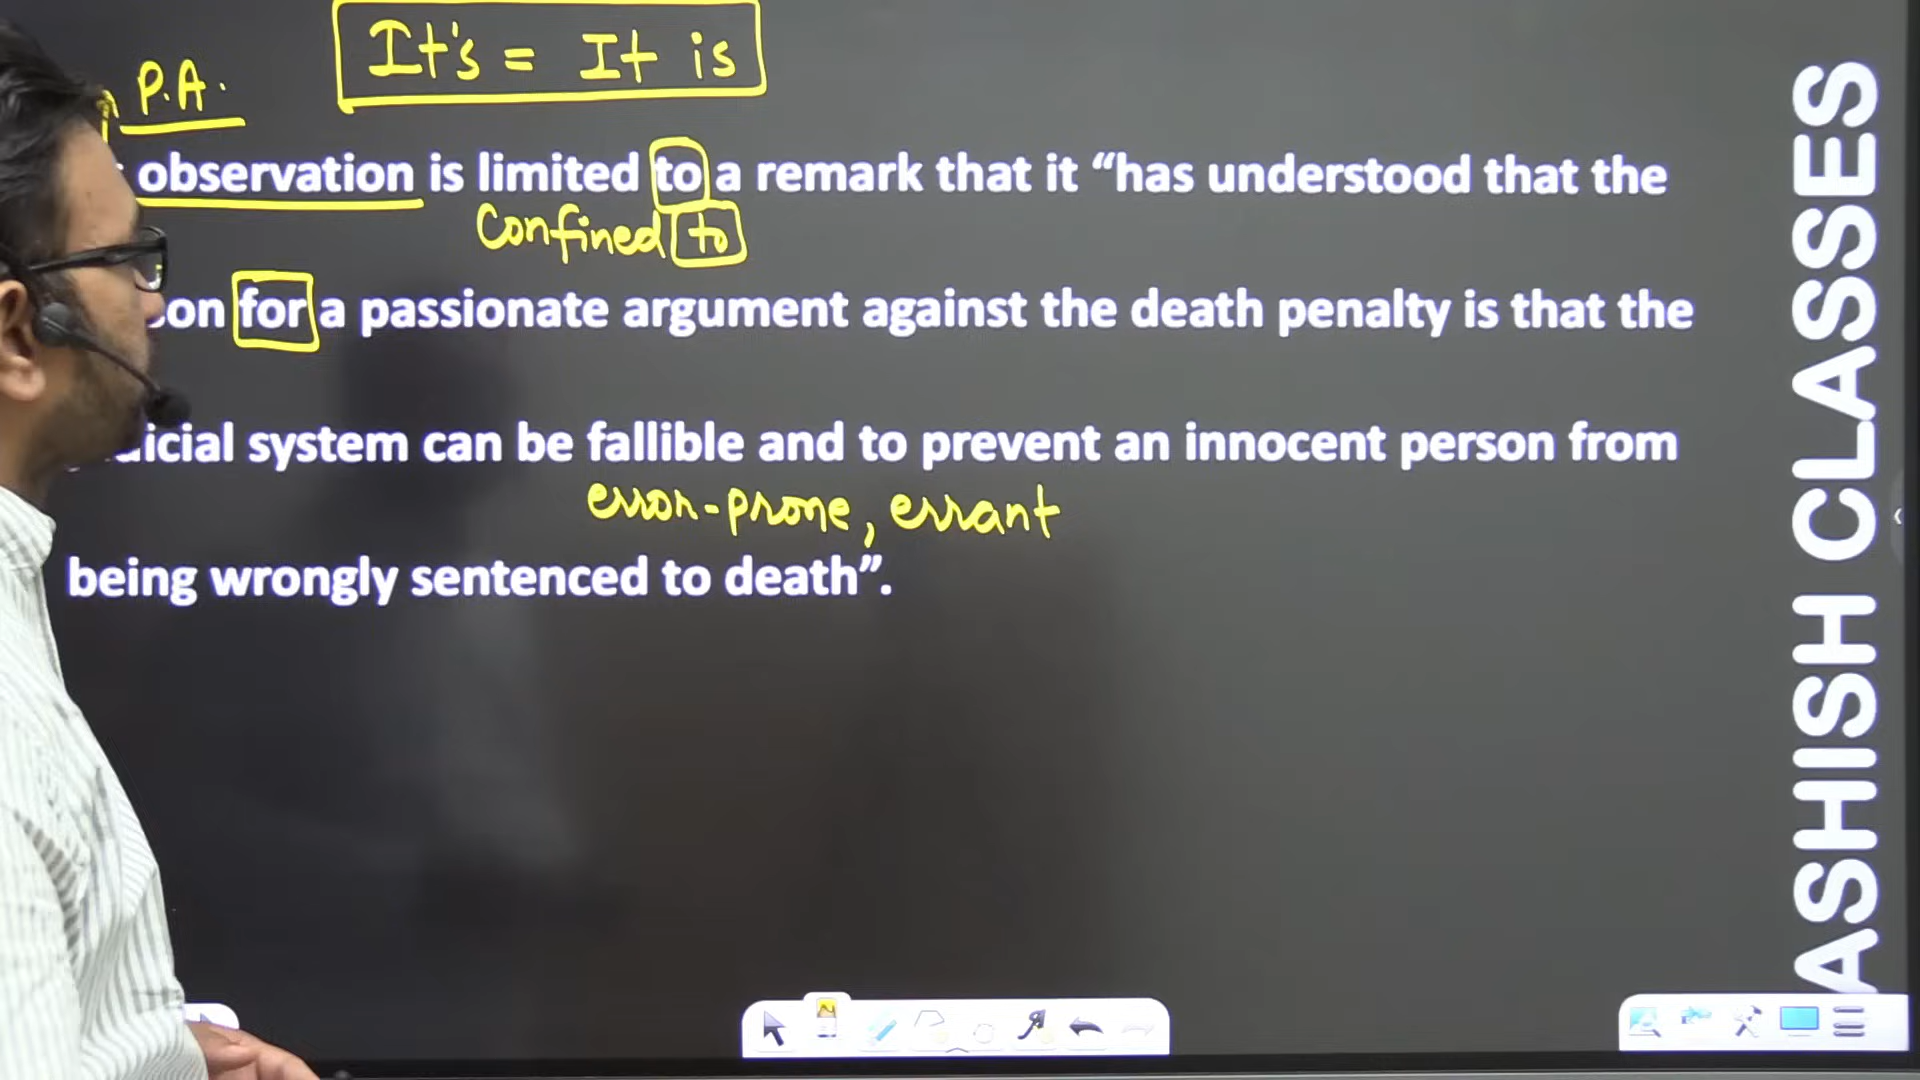 It's = It is
P.A.
observation is limited to a remark that it “has understood that the
confined to
for a passionate argument against the death penalty is that the
system can be fallible and to prevent an innocent person from
error-prone, errant
being wrongly sentenced to death”.
ASHISH CLASSES